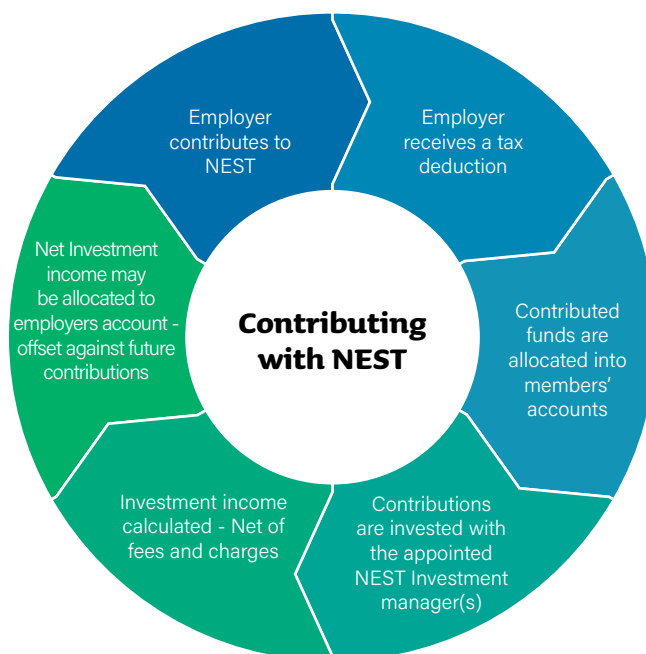 Contributing
with NEST
Employer
contributes to
NEST
Employer
receives a tax
deduction
Contributed
funds are
allocated into
members’
accounts
Contributions
are invested with
the appointed
NEST Investment
manager(s)
Investment income
calculated - Net of
fees and charges
Net Investment
income may
be allocated to
employers account -
offset against future
contributions